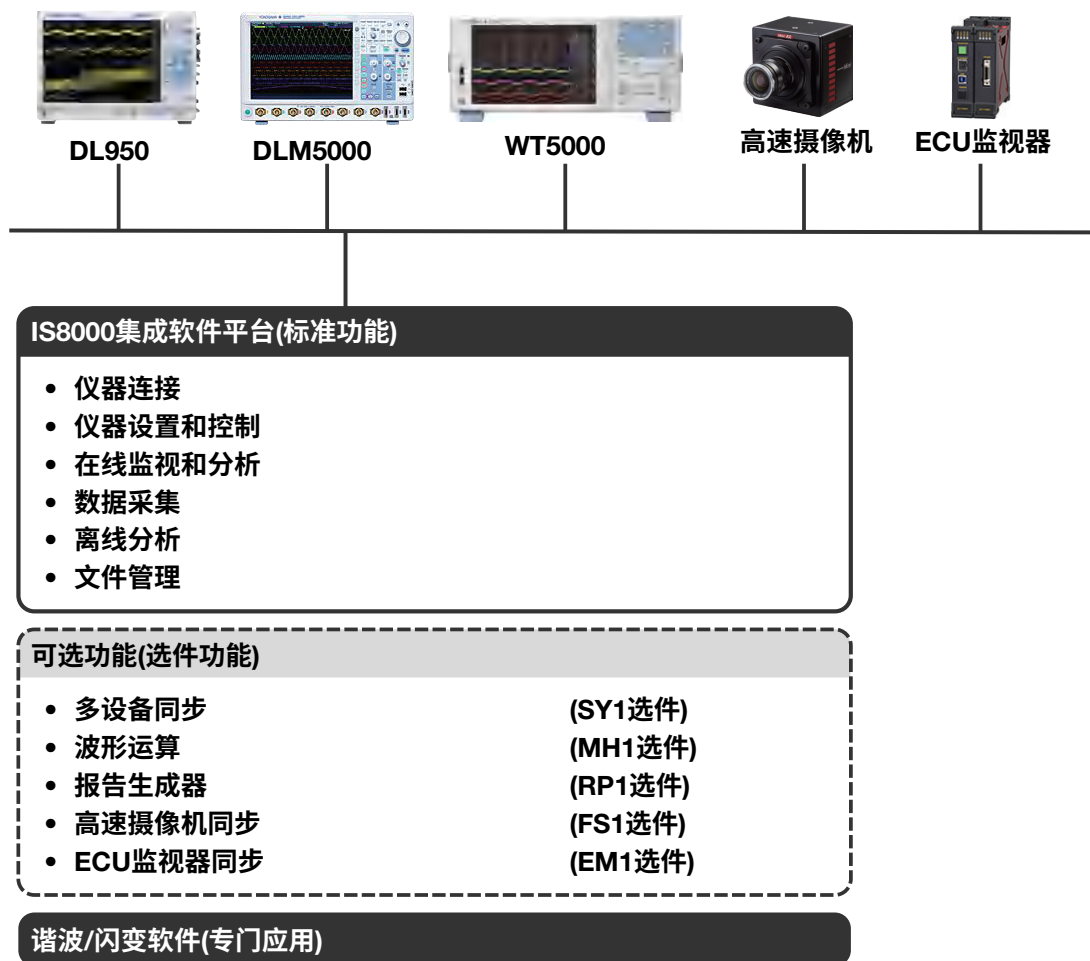 DL950
DLM5000
WT5000
高速摄像机
ECU监视器
IS8000集成软件平台(标准功能)
• 仪器连接
• 仪器设置和控制
• 在线监视和分析
• 数据采集
• 离线分析
• 文件管理
可选功能(选件功能)
• 多设备同步 (SY1选件)
• 波形运算 (MH1选件)
• 报告生成器 (RP1选件)
• 高速摄像机同步 (FS1选件)
• ECU监视器同步 (EM1选件)
谐波/闪变软件(专门应用)